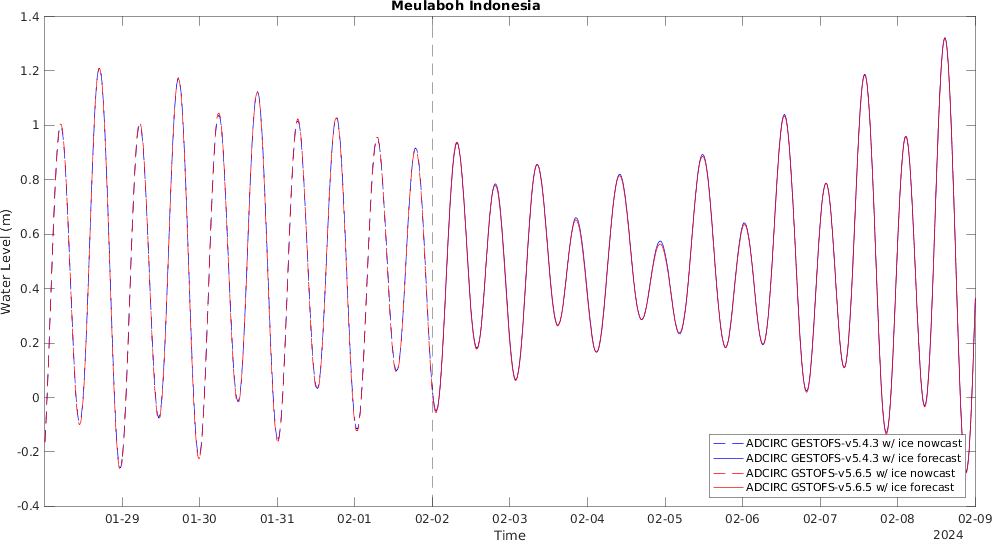 Meulaboh Indonesia
1.4
1.2
1
0.8
0.6
0.4
0.2
0
-0.2
-0.4
Water Level (m)
ADCIRC GESTOFS-v5.4.3 w/ ice nowcast
ADCIRC GESTOFS-v5.4.3 w/ ice forecast
ADCIRC GSTOFS-v5.6.5 w/ ice nowcast
ADCIRC GSTOFS-v5.6.5 w/ ice forecast
01-29 01-30 01-31 02-01 02-02 02-03 02-04 02-05 02-06 02-07 02-08 02-09
Time
2024